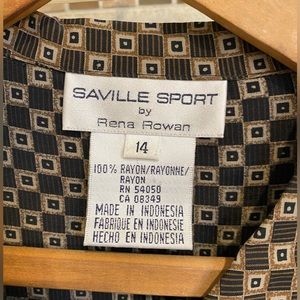 SAVILLE SPORT
by
Rena Rowan
14
100% RAYON/RAYONNE/
RAYON
RN 54050
CA 08349
MADE IN INDONESIA
FABRIQUE EN INDONESIE
HECHO EN INDONESIA